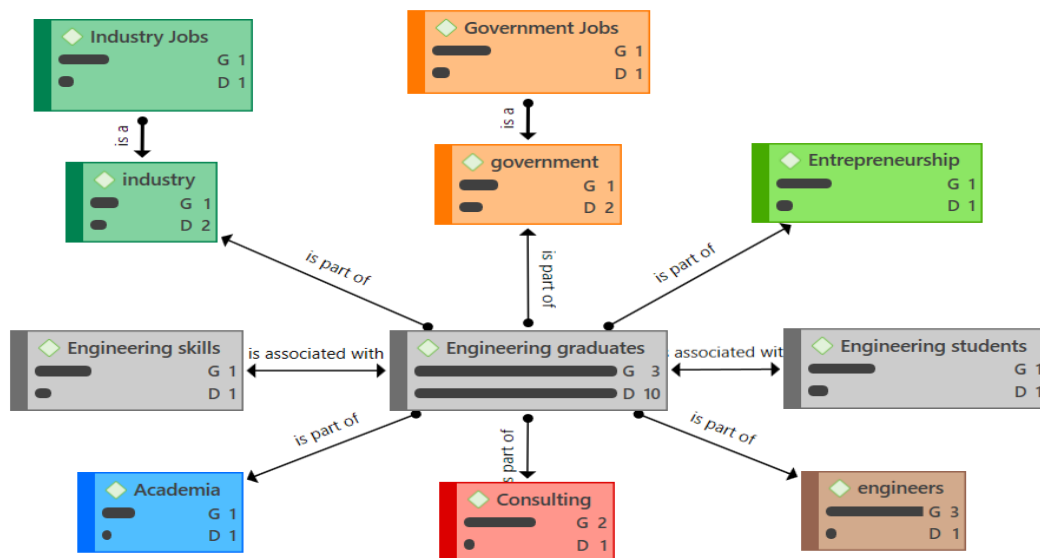 Industry Jobs
G 1
D 1
Government Jobs
G 1
D 1
is a
is a
industry
G 1
D 2
government
G 1
D 2
Entrepreneurship
G 1
D 1
is part of
is part of
is part of
Engineering skills
G 1
D 1
is associated with
Engineering graduates
G 3
D 10
s associated wit
Engineering students
G 1
D 1
is part of
is part of
is part of
Academia
G 1
D 1
Consulting
G 2
D 1
engineers
G 3
D 1